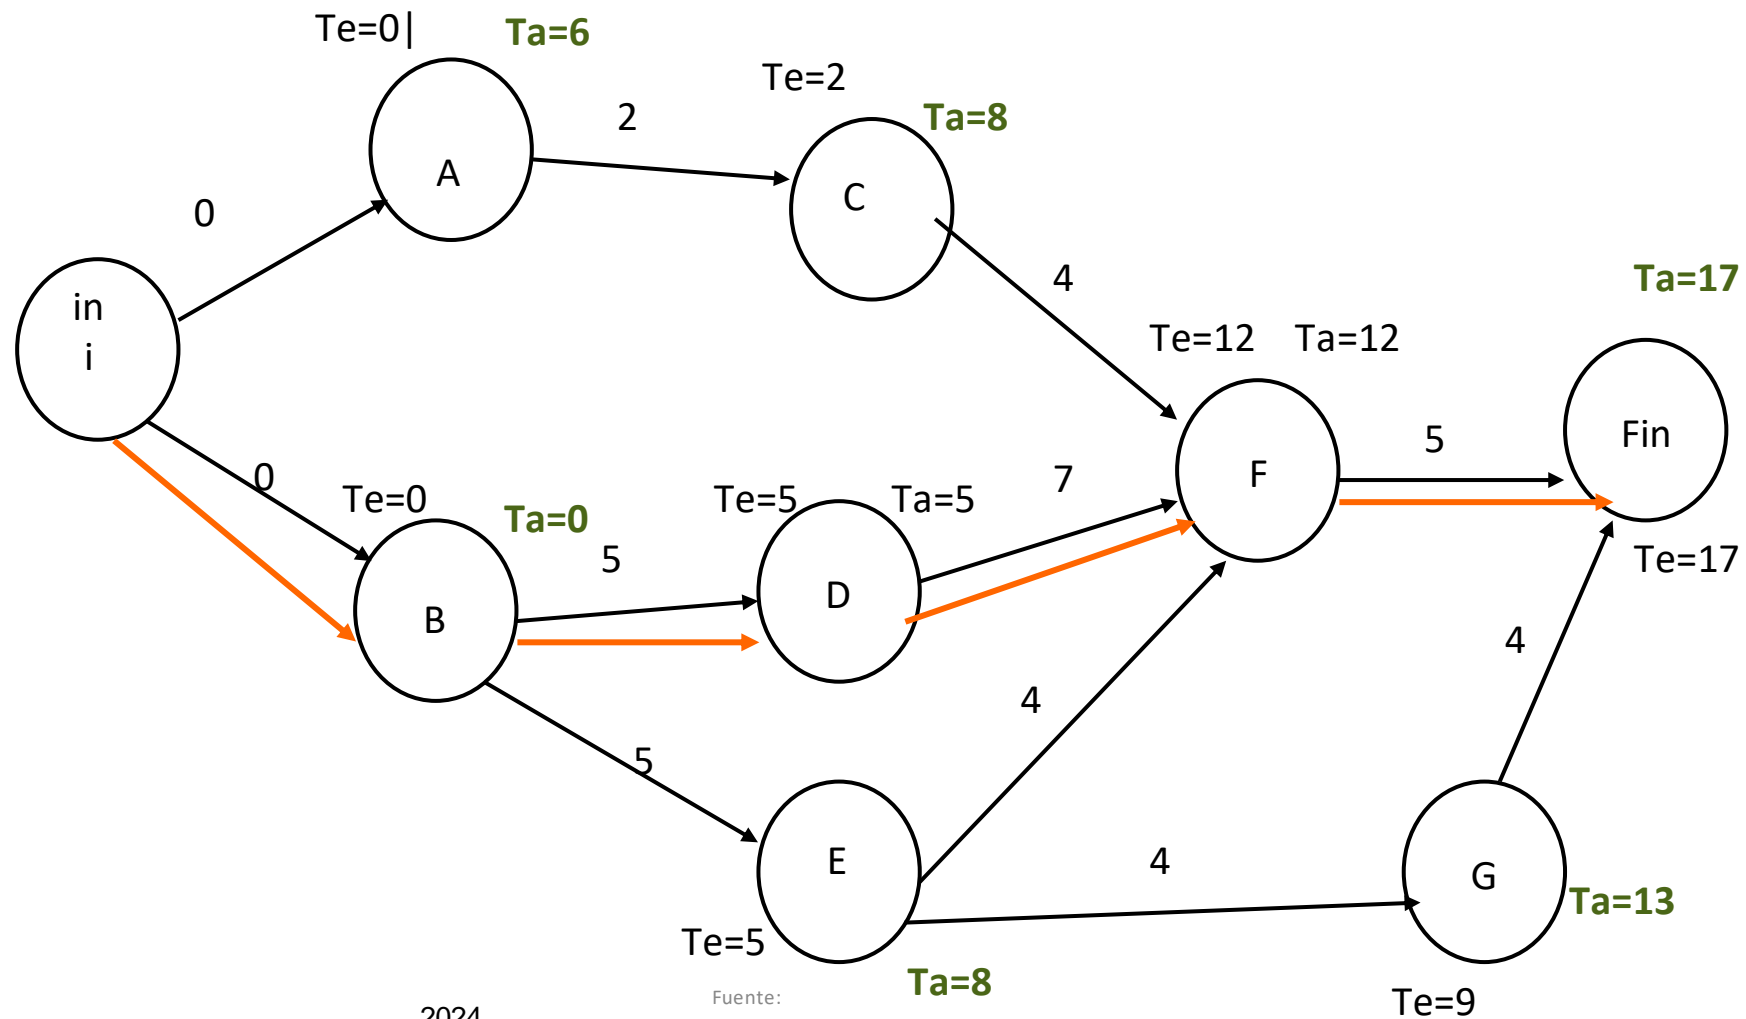 Te=0|
Ta=6
Te=2
Ta=8
2
A
C
0
in
i
4
Ta=17
Te=12
Ta=12
Fin
5
F
0
Te=0
Ta=0
Te=5
Ta=5
7
5
D
B
Te=17
4
4
5
E
4
G
Ta=13
Te=5
Ta=8
Fuente:
Te=9
2024